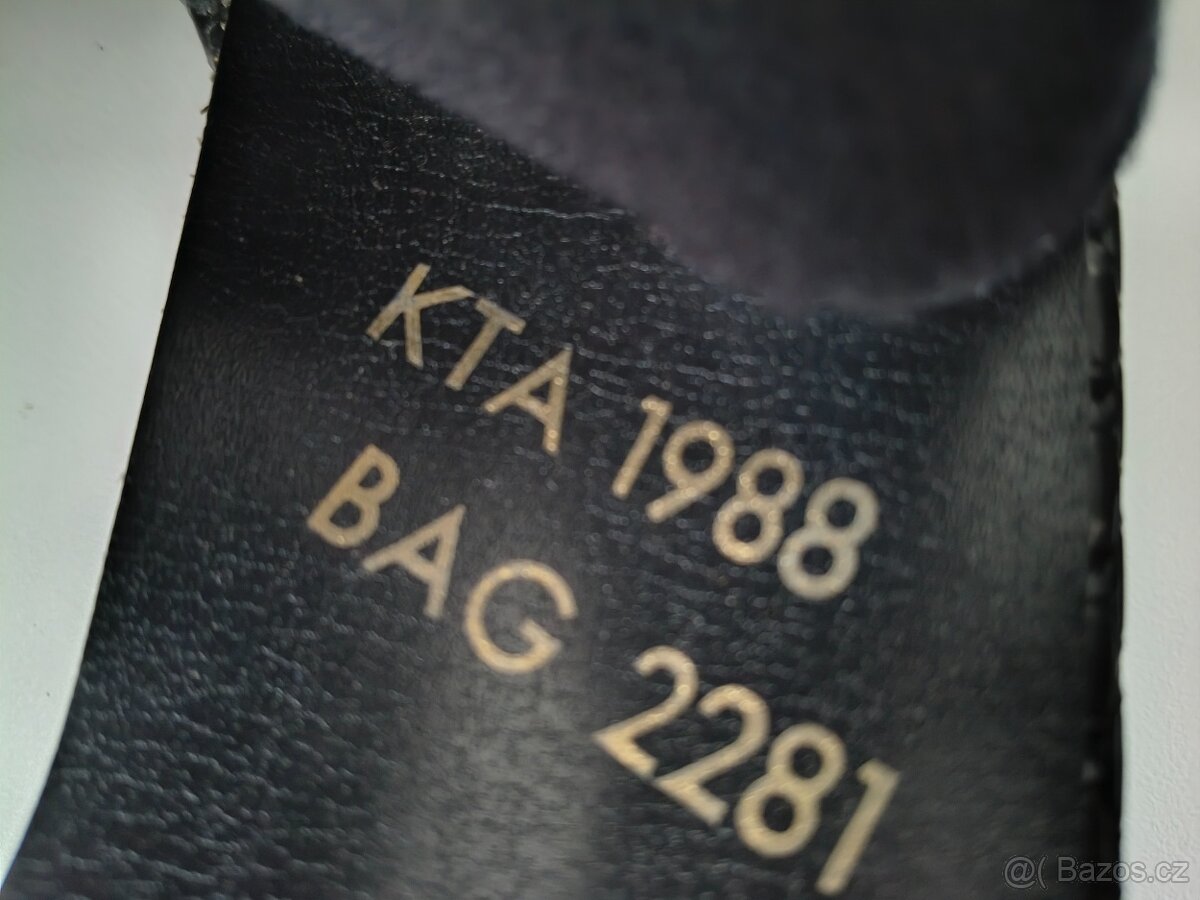 KTA 1988
BAG 2281
@( Bazos.cz